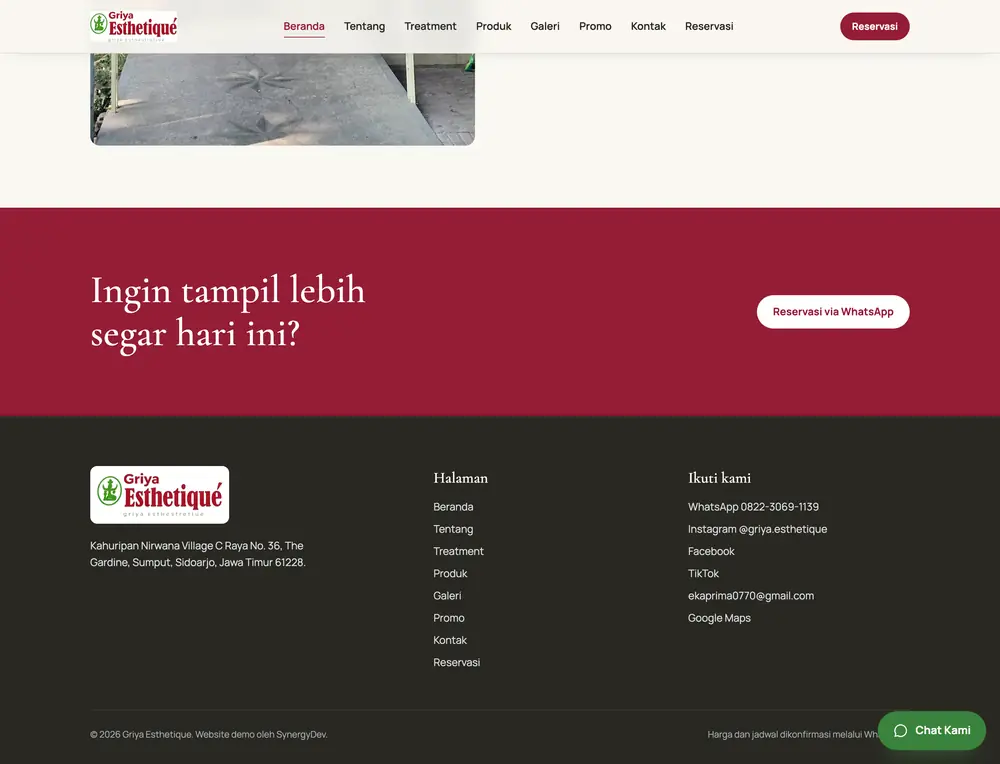 Griya
Esthetiqué
griya esthestetique
Beranda
Tentang
Treatment
Produk
Galeri
Promo
Kontak
Reservasi
Reservasi
Ingin tampil lebih
segar hari ini?
Reservasi via WhatsApp
Griya
Esthetiqué
griya esthestetique
Kahuripan Nirwana Village C Raya No. 36, The
Gardine, Sumput, Sidoarjo, Jawa Timur 61228.
Halaman
Beranda
Tentang
Treatment
Produk
Galeri
Promo
Kontak
Reservasi
Ikuti kami
WhatsApp 0822-3069-1139
Instagram @griya.esthetique
Facebook
TikTok
ekaprima0770@gmail.com
Google Maps
© 2026 Griya Esthetique. Website demo oleh SynergyDev.
Harga dan jadwal dikonfirmasi melalui
Chat Kami